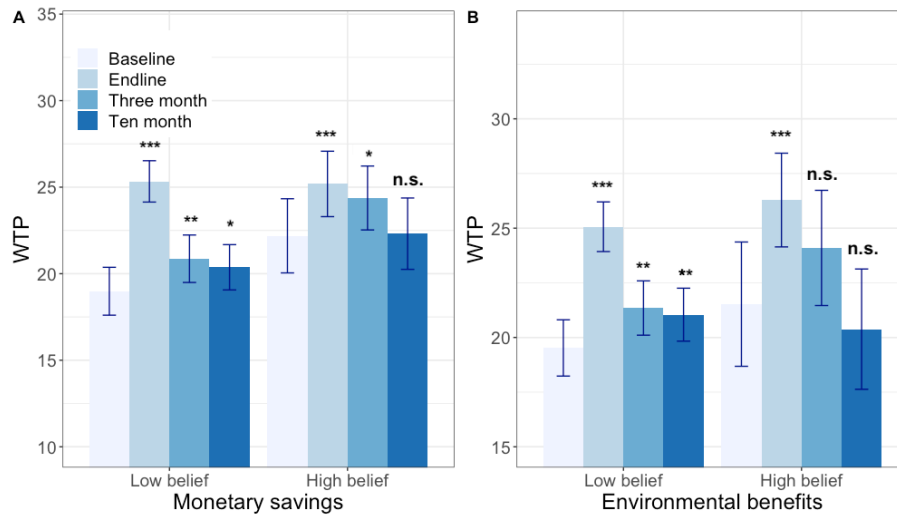 A
B
35
30
25
20
15
10
WTP
Baseline
Endline
Three month
Ten month
***
**
*
***
*
n.s.
Low belief
High belief
Monetary savings
30
25
20
15
WTP
***
**
**
***
n.s.
n.s.
Low belief
High belief
Environmental benefits